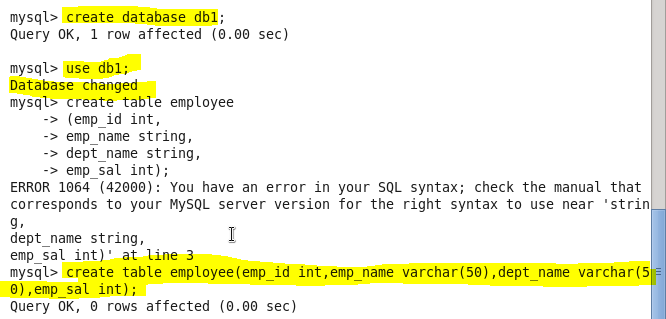 mysql> create database db1;
Query OK, 1 row affected (0.00 sec)
mysql> use db1;
Database changed
mysql> create table employee
    -> (emp_id int,
    -> emp_name string,
    -> dept_name string,
    -> emp_sal int);
ERROR 1064 (42000): You have an error in your SQL syntax; check the manual that
corresponds to your MySQL server version for the right syntax to use near 'strin
g,
dept_name string,
emp_sal int)' at line 3
mysql> create table employee(emp_id int,emp_name varchar(50),dept_name varchar(5
0),emp_sal int);
Query OK, 0 rows affected (0.00 sec)